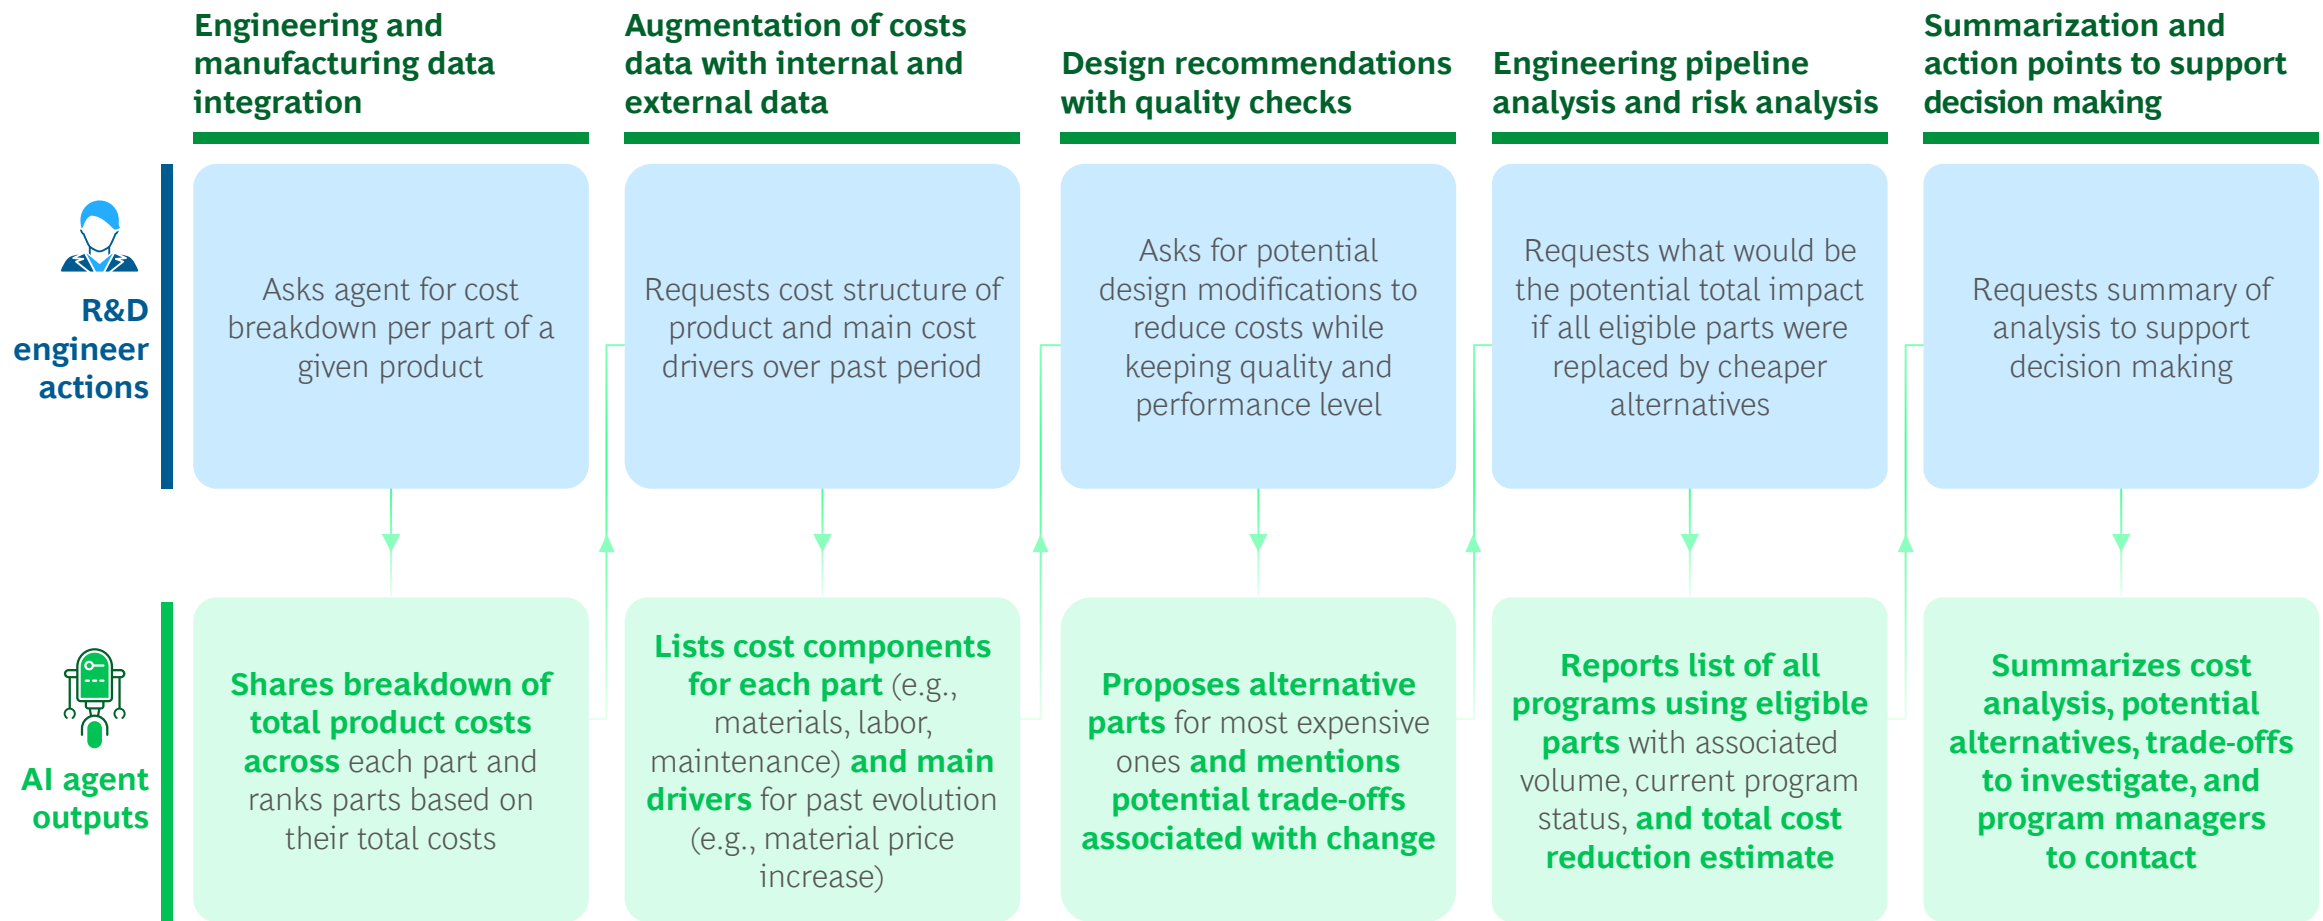 Engineering and
manufacturing data
integration
Augmentation of costs
data with internal and
external data
Design recommendations
with quality checks
Engineering pipeline
analysis and risk analysis
Summarization and
action points to support
decision making
R&D
engineer
actions
Asks agent for cost
breakdown per part of a
given product
Requests cost structure of
product and main cost
drivers over past period
Asks for potential
design modifications to
reduce costs while
keeping quality and
performance level
Requests what would be
the potential total impact
if all eligible parts were
replaced by cheaper
alternatives
Requests summary of
analysis to support
decision making
AI agent
outputs
Shares breakdown of
total product costs
across each part and
ranks parts based on
their total costs
Lists cost components
for each part (e.g.,
materials, labor,
maintenance) and main
drivers for past evolution
(e.g., material price
increase)
Proposes alternative
parts for most expensive
ones and mentions
potential trade-offs
associated with change
Reports list of all
programs using eligible
parts with associated
volume, current program
status, and total cost
reduction estimate
Summarizes cost
analysis, potential
alternatives, trade-offs
to investigate, and
program managers
to contact